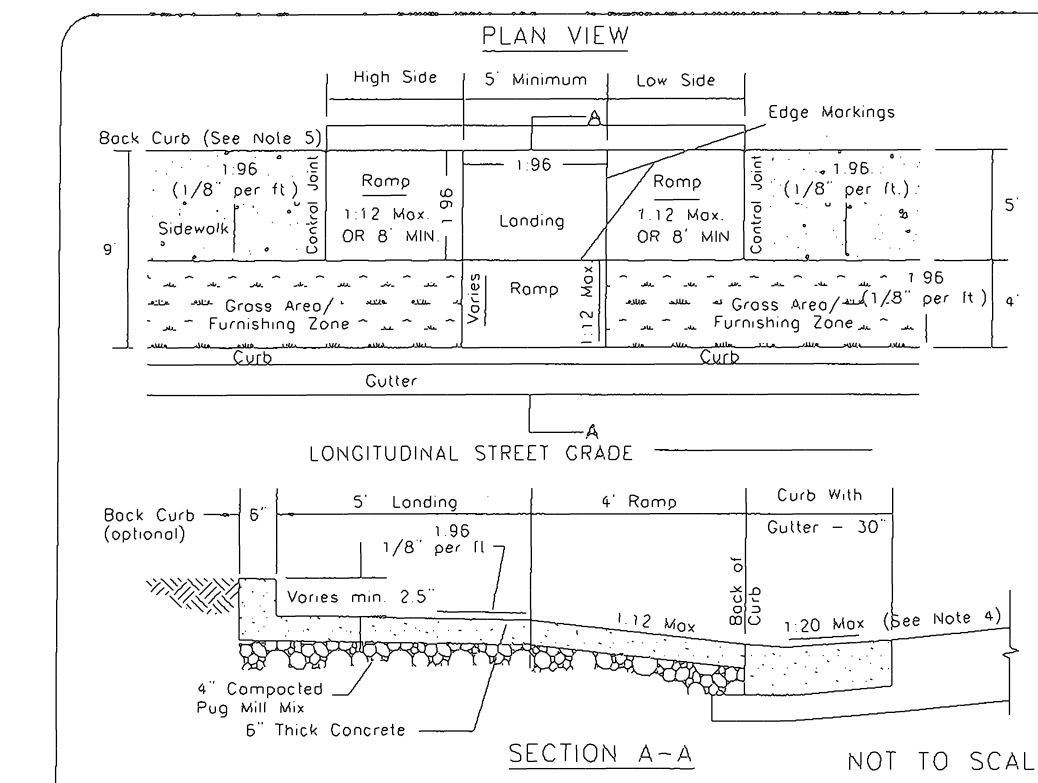 PLAN VIEW
High Side
5' Minimum
Low Side
A
Edge Markings
Back Curb (See Note 5)
1:96
(1/8" per ft.)
Sidewalk
Control Joint
Ramp
1:12 Max.
OR 8' MIN.
1:96
1:96
Landing
Ramp
1:12 Max.
OR 8' MIN
Control Joint
1:96
(1/8" per ft.)
5'
9'
Grass Area/
Furnishing Zone
Varies
Ramp
1:12 Max.
Grass Area/
Furnishing Zone
1:96
(1/8" per ft.)
4'
Curb
Curb
Gutter
A
LONGITUDINAL STREET GRADE
Back Curb
(optional)
6"
5' Landing
4' Ramp
Curb With
Gutter - 30"
1:96
1/8" per ft
Varies min. 2.5"
1:12 Max
Back of
Curb
1:20 Max (See Note 4)
4" Compacted
Pug Mill Mix
6" Thick Concrete
SECTION A-A
NOT TO SCAL